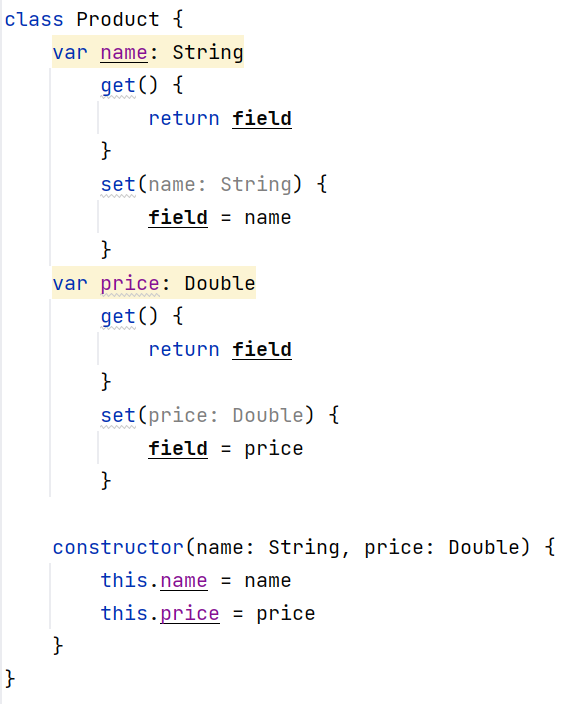 class Product {
    var name: String
        get() {
            return field
        }
        set(name: String) {
            field = name
        }
    var price: Double
        get() {
            return field
        }
        set(price: Double) {
            field = price
        }

    constructor(name: String, price: Double) {
        this.name = name
        this.price = price
    }
}